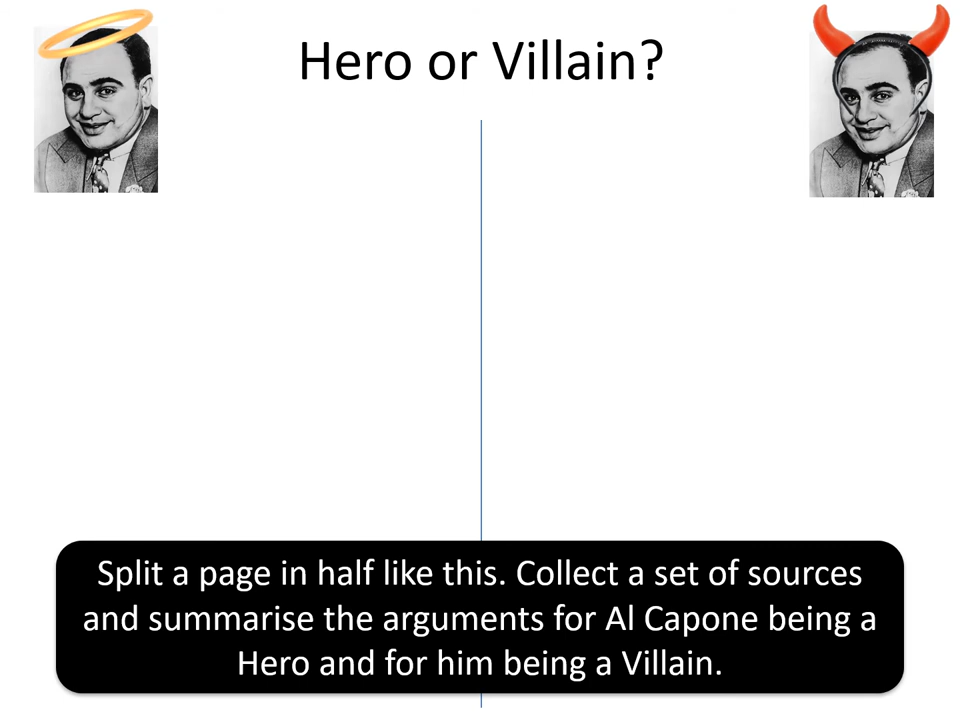 Hero or Villain?
Split a page in half like this. Collect a set of sources
and summarise the arguments for Al Capone being a
Hero and for him being a Villain.